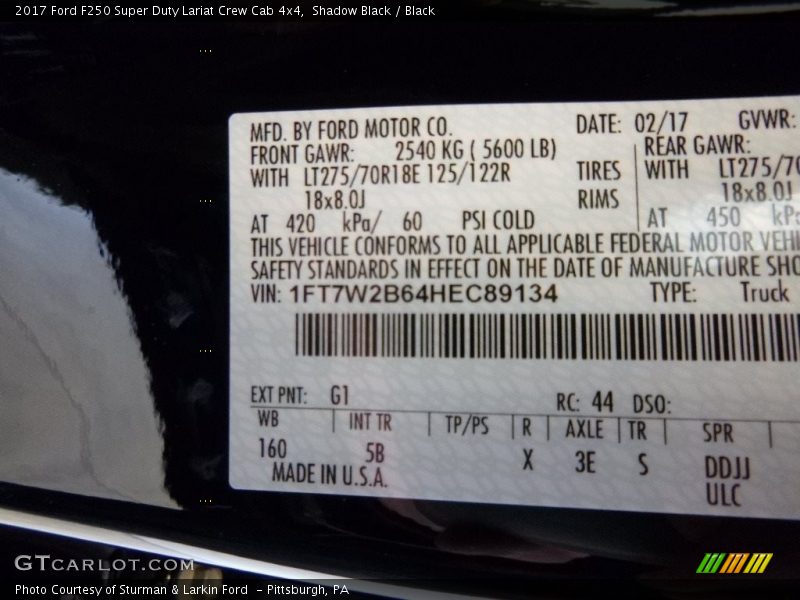 2017 Ford F250 Super Duty Lariat Crew Cab 4x4, Shadow Black / Black
MFD. BY FORD MOTOR CO. DATE: 02/17 GVWR:
FRONT GAWR: 2540 KG ( 5600 LB) REAR GAWR:
WITH LT275/70R18E 125/122R TIRES WITH LT275/70
18x8.0J RIMS 18x8.0J
AT 420 kPa/ 60 PSI COLD AT 450 kPa
THIS VEHICLE CONFORMS TO ALL APPLICABLE FEDERAL MOTOR VEHI
SAFETY STANDARDS IN EFFECT ON THE DATE OF MANUFACTURE SHO
VIN: 1FT7W2B64HEC89134 TYPE: Truck
EXT PNT: G1 RC: 44 DSO:
WB INT TR TP/PS R AXLE TR SPR
160 5B X 3E S DDJJ
MADE IN U.S.A. ULC
GTCARLOT.COM
Photo Courtesy of Sturman & Larkin Ford - Pittsburgh, PA